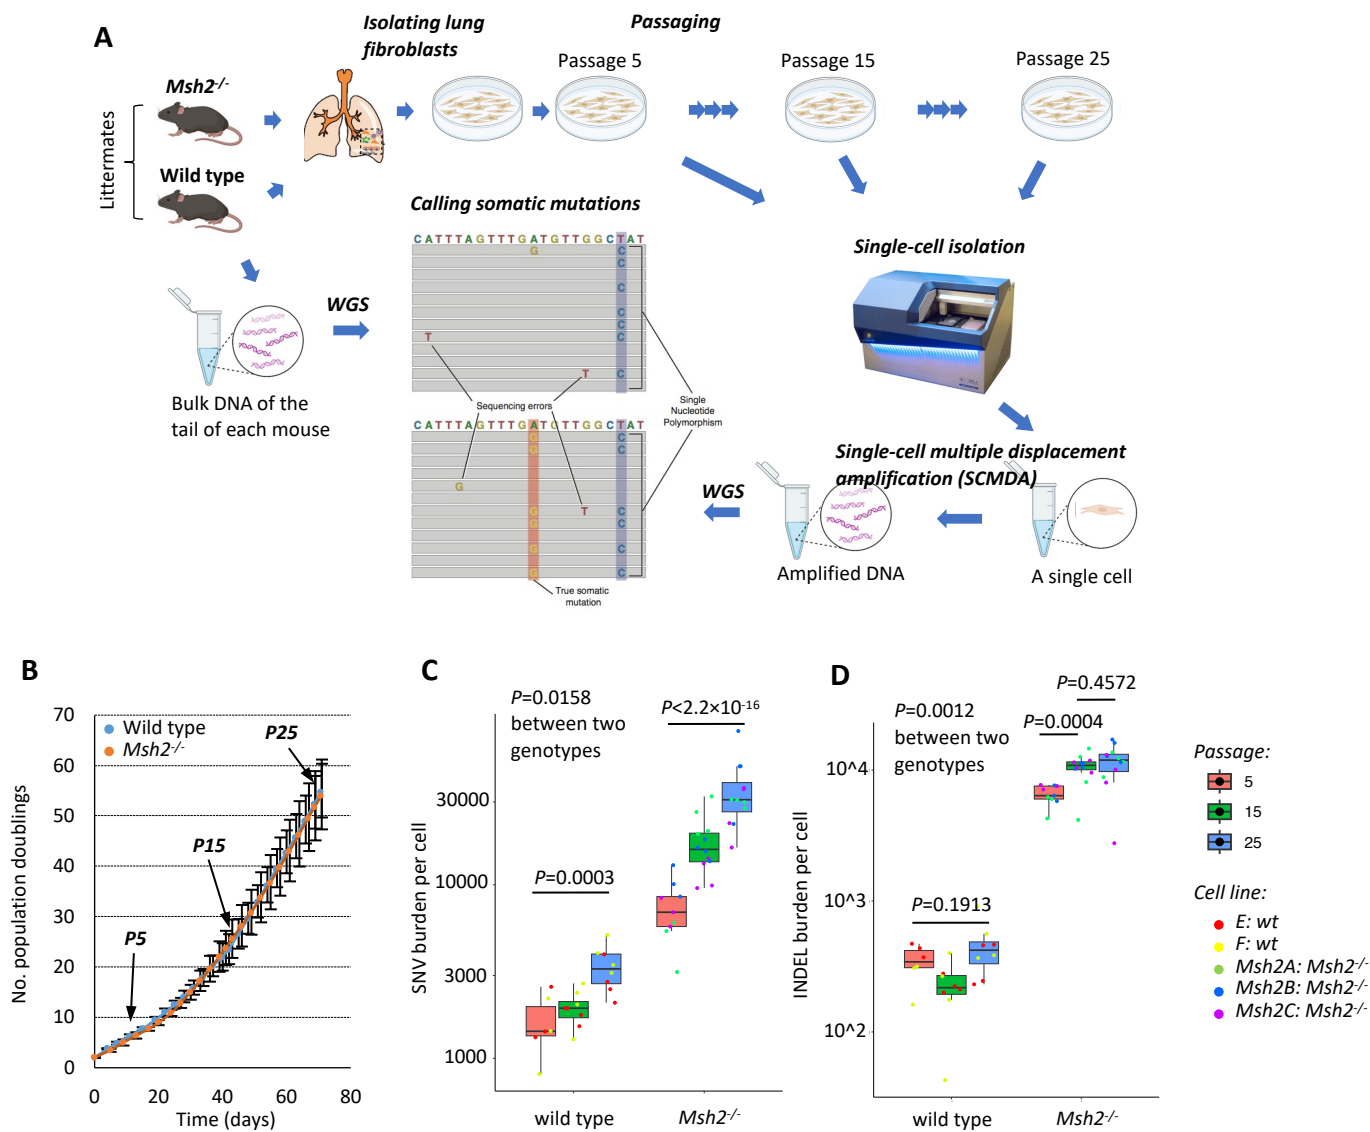 A
Isolating lung
fibroblasts
Passaging
Passage 5
Passage 15
Passage 25
Littermates
Msh2-/-
Wild type
Calling somatic mutations
CATTTAGTTTGATGTTGGCTAT
G
C
C
C
C
T
C
T
C
WGS
Bulk DNA of the
tail of each mouse
Sequencing errors
Single
Nucleotide
Polymorphism
CATTTAGTTTGATGTTGGCTAT
G
C
G
C
G
G
T
C
G
C
G
C
G
C
True somatic
mutation
Single-cell isolation
Single-cell multiple displacement
amplification (SCMDA)
WGS
Amplified DNA
A single cell
B
No. population doublings
70
60
50
40
30
20
10
0
Wild type
Msh2-/-
P5
P15
P25
0 20 40 60 80
Time (days)
C
P=0.0158
between two
genotypes
P<2.2×10-16
P=0.0003
SNV burden per cell
30000
10000
3000
1000
wild type
Msh2-/-
D
P=0.0012
between two
genotypes
P=0.4572
P=0.0004
P=0.1913
INDEL burden per cell
10^4
10^3
10^2
wild type
Msh2-/-
Passage:
5
15
25
Cell line:
E: wt
F: wt
Msh2A: Msh2-/-
Msh2B: Msh2-/-
Msh2C: Msh2-/-